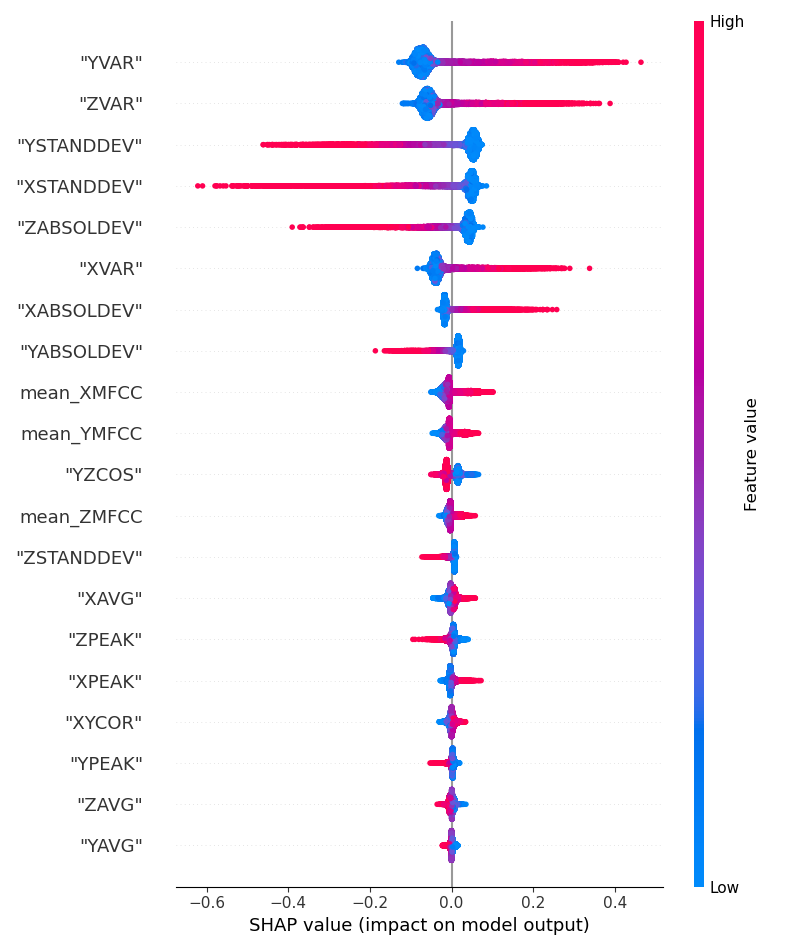 High
"YVAR"
"ZVAR"
"YSTANDDEV"
"XSTANDDEV"
"ZABSOLDEV"
"XVAR"
"XABSOLDEV"
"YABSOLDEV"
mean_XMFCC
mean_YMFCC
"YZCOS"
mean_ZMFCC
"ZSTANDDEV"
"XAVG"
"ZPEAK"
"XPEAK"
"XYCOR"
"YPEAK"
"ZAVG"
"YAVG"
Feature value
Low
−0.6 −0.4 −0.2 0.0 0.2 0.4
SHAP value (impact on model output)